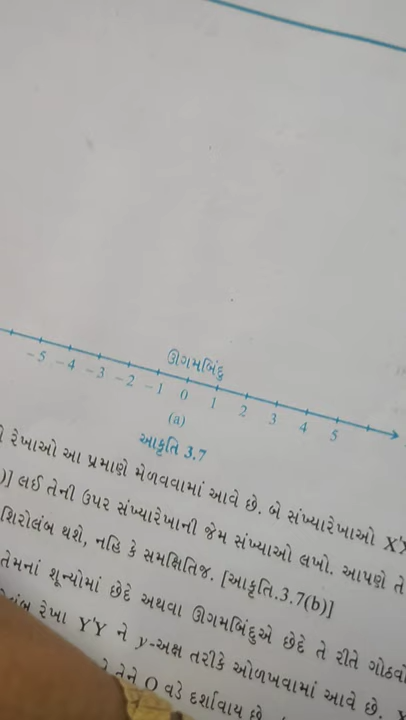 ઊગમબિંદુ
–5 –4 –3 –2 –1 0 1 2 3 4 5
(a)
આકૃતિ 3.7
રેખાઓ આ પ્રમાણે મેળવવામાં આવે છે. બે સંખ્યારેખાઓ X'X
)] લઈ તેની ઉપર સંખ્યારેખાની જેમ સંખ્યાઓ લખો. આપણે તે
શિરોલંબ થશે, નહિ કે સમક્ષિતિજ. [આકૃતિ.3.7(b)]
તેમનાં શૂન્યોમાં છેદે અથવા ઊગમબિંદુએ છેદે તે રીતે ગોઠવો
રેખા Y'Y ને y-અક્ષ તરીકે ઓળખવામાં આવે છે.
તેને O વડે દર્શાવાય છે